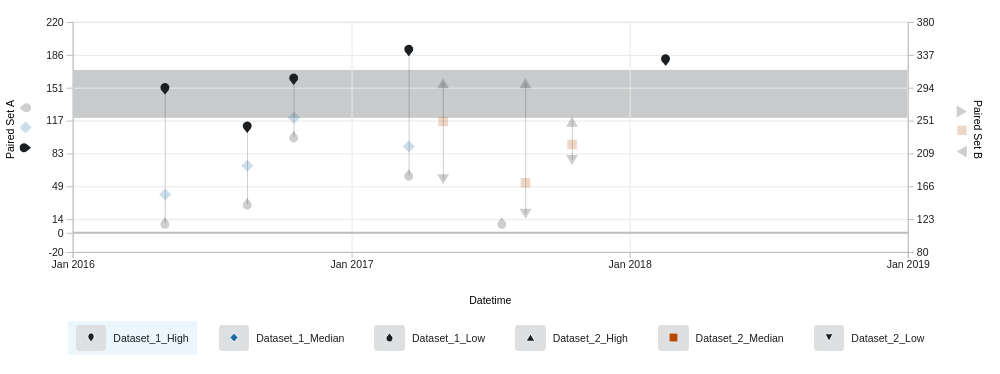 220
186
151
117
83
49
14
0
-20
380
337
294
251
209
166
123
80
Paired Set A
Paired Set B
Jan 2016
Jan 2017
Jan 2018
Jan 2019
Datetime
Dataset_1_High
Dataset_1_Median
Dataset_1_Low
Dataset_2_High
Dataset_2_Median
Dataset_2_Low